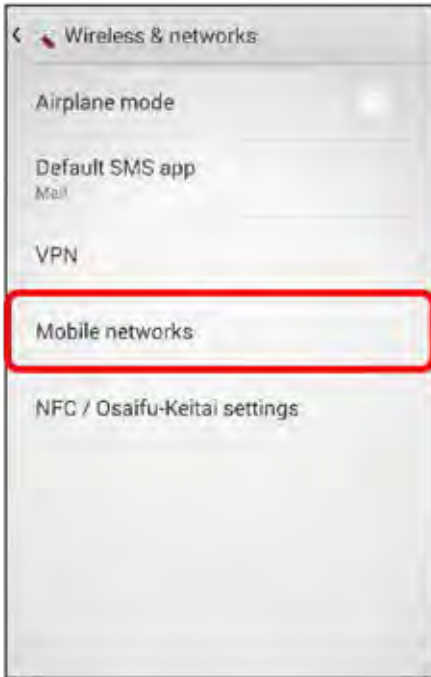 Wireless & networks
Airplane mode
Default SMS app
Mail
VPN
Mobile networks
NFC / Osaifu-Keitai settings